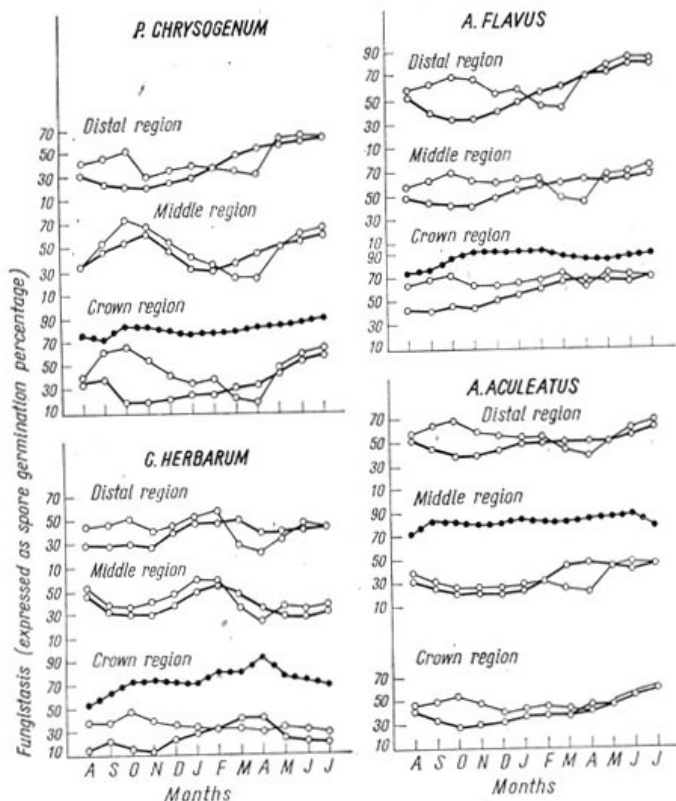 P. CHRYSOGENUM
Distal region
70
50
30
10
Middle region
70
50
30
10
Crown region
90
70
50
30
10
C. HERBARUM
Distal region
70
50
30
10
Middle region
50
30
10
Crown region
90
70
50
30
10
A S O N D J F M A M J J
Months
Fungistasis (expressed as spore germination percentage)
A. FLAVUS
90
Distal region
70
50
30
10
Middle region
70
50
30
10
Crown region
90
70
50
30
10
A. ACULEATUS
Distal region
70
50
30
10
Middle region
90
70
50
30
10
Crown region
70
50
30
10
A S O N D J F M A M J J
Months